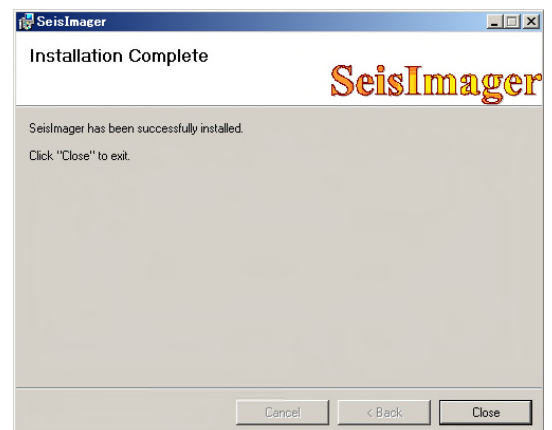 SeisImager
Installation Complete
SeisImager
SeisImager has been successfully installed.
Click "Close" to exit.
Cancel
< Back
Close